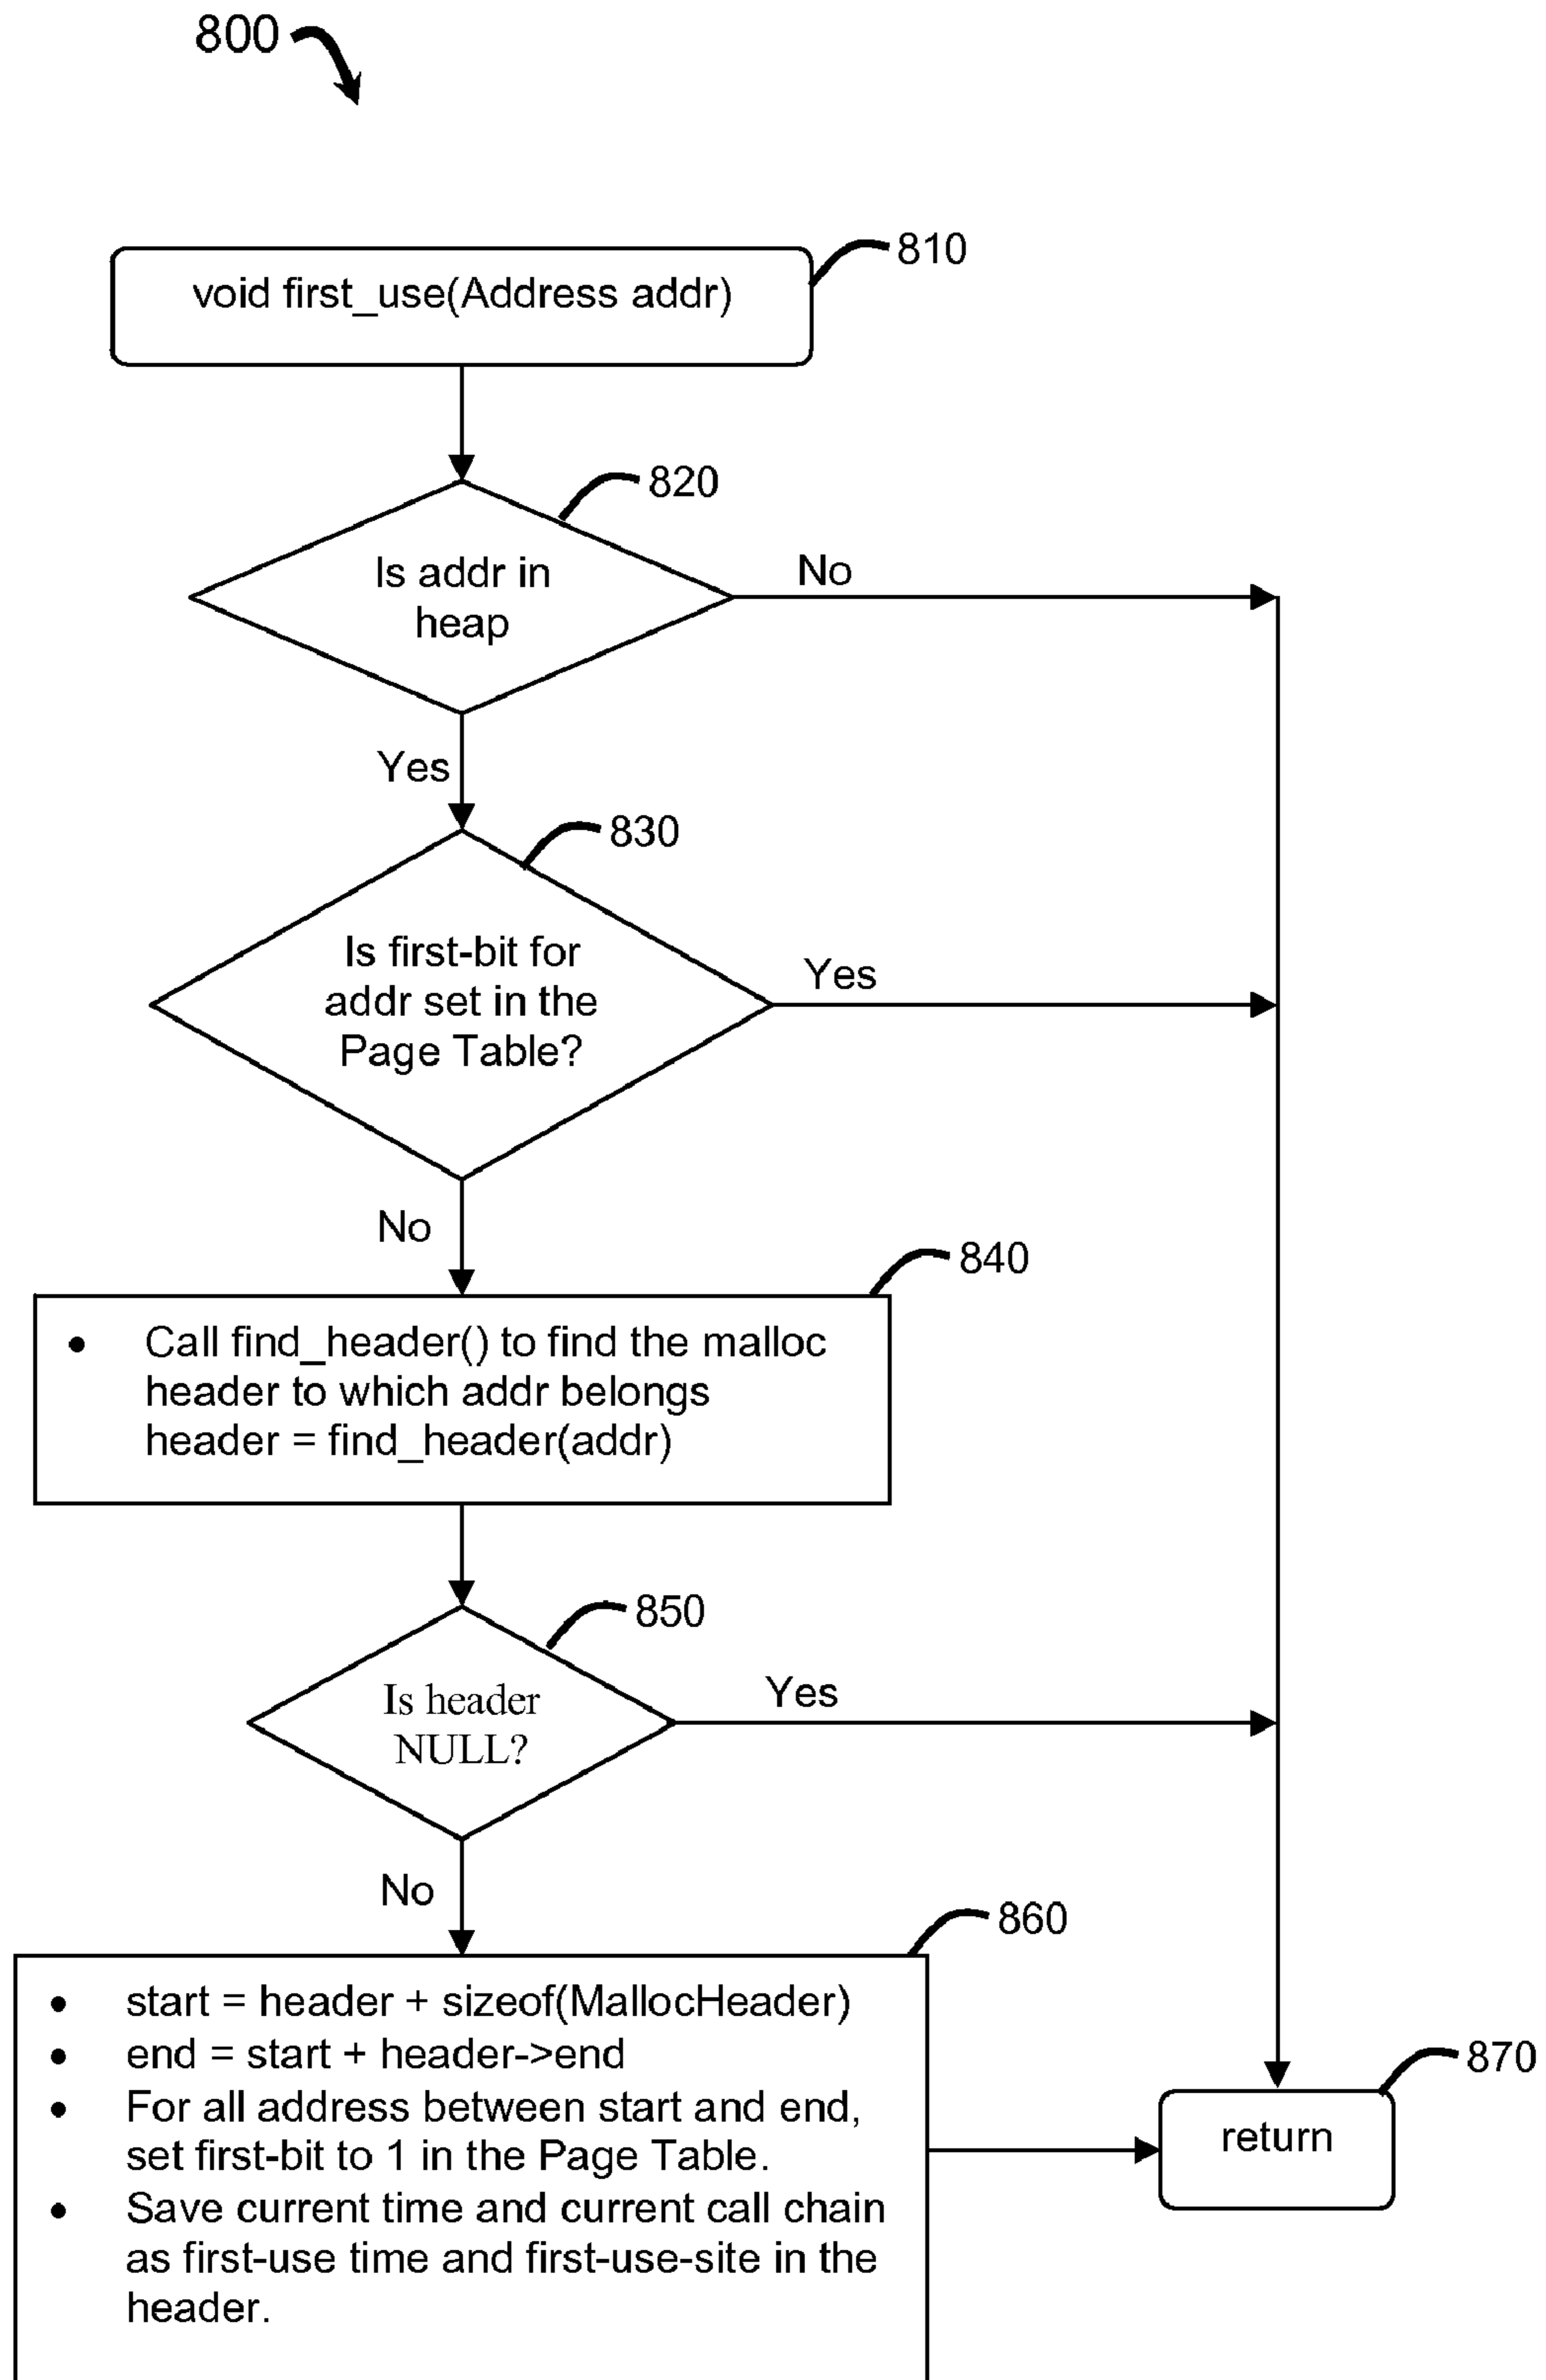 800
810
void first_use(Address addr)
820
Is addr in
heap
No
Yes
830
Is first-bit for
addr set in the
Page Table?
Yes
No
840
• Call find_header() to find the malloc
header to which addr belongs
header = find_header(addr)
850
Is header
NULL?
Yes
No
860
• start = header + sizeof(MallocHeader)
• end = start + header->end
• For all address between start and end,
set first-bit to 1 in the Page Table.
• Save current time and current call chain
as first-use time and first-use-site in the
header.
870
return